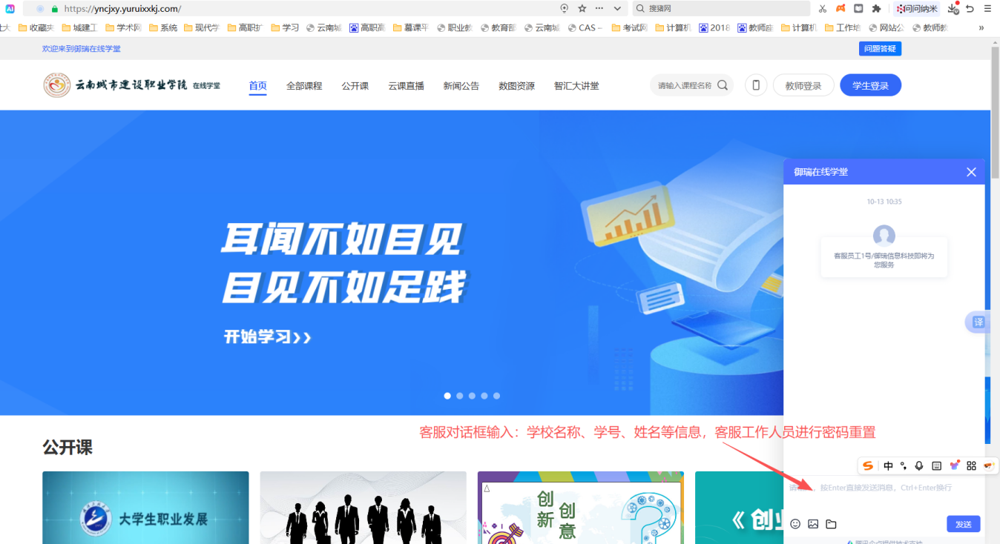 https://yncjxy.yuruixxkj.com/
搜猪网
问问纳米
收藏夹
城建工
学术网
系统
现代学
高职扩
学习
云南城
高职高
慕课平
职业教
教育部
云南城
CAS –
考试网
计算机
2018
教师座
计算机
工作培
网站公
教师教
欢迎来到御瑞在线学堂
问题答疑
云南城市建设职业学院 在线学堂
首页
全部课程
公开课
云课直播
新闻公告
数图资源
智汇大讲堂
请输入课程名称
教师登录
学生登录
耳闻不如目见
目见不如足践
开始学习>>
御瑞在线学堂
10-13 10:35
客服员工1号/御瑞信息科技即将为
您服务
译
客服对话框输入：学校名称、学号、姓名等信息，客服工作人员进行密码重置
公开课
中
按Enter直接发送消息，Ctrl+Enter换行
发送
大学生职业发展
创新
创意
《 创业